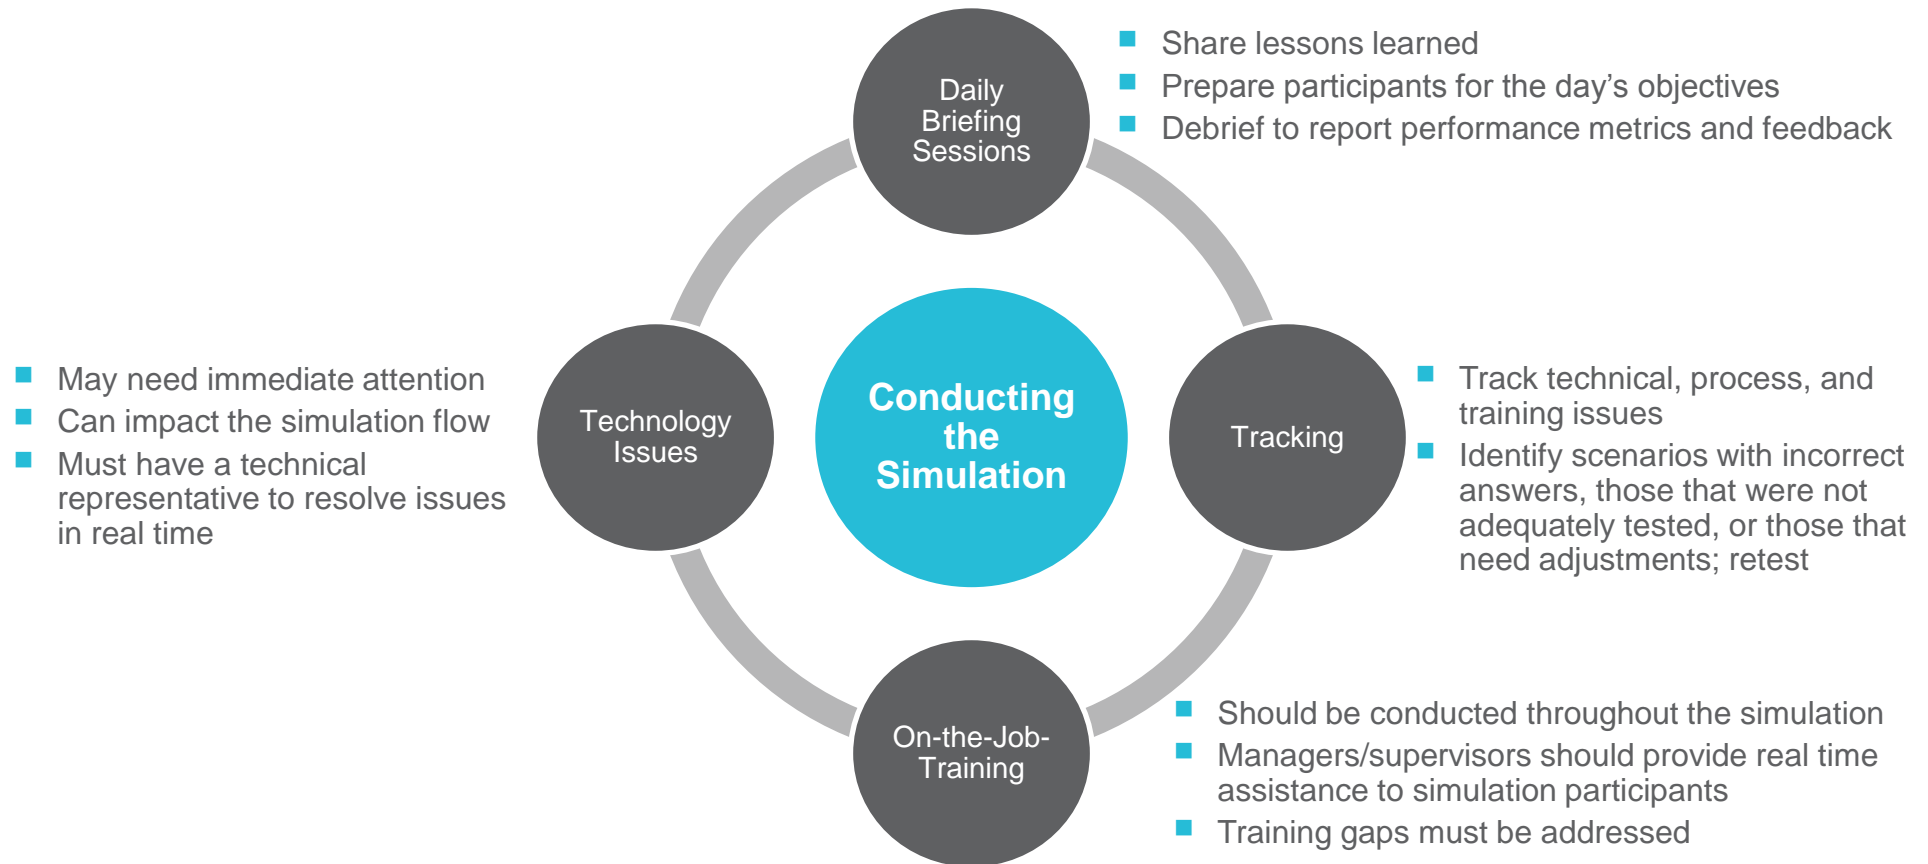 Daily
Briefing
Sessions
Share lessons learned
Prepare participants for the day’s objectives
Debrief to report performance metrics and feedback
Conducting
the
Simulation
Tracking
Track technical, process, and
training issues
Identify scenarios with incorrect
answers, those that were not
adequately tested, or those that
need adjustments; retest
On-the-Job-
Training
Should be conducted throughout the simulation
Managers/supervisors should provide real time
assistance to simulation participants
Training gaps must be addressed
Technology
Issues
May need immediate attention
Can impact the simulation flow
Must have a technical
representative to resolve issues
in real time